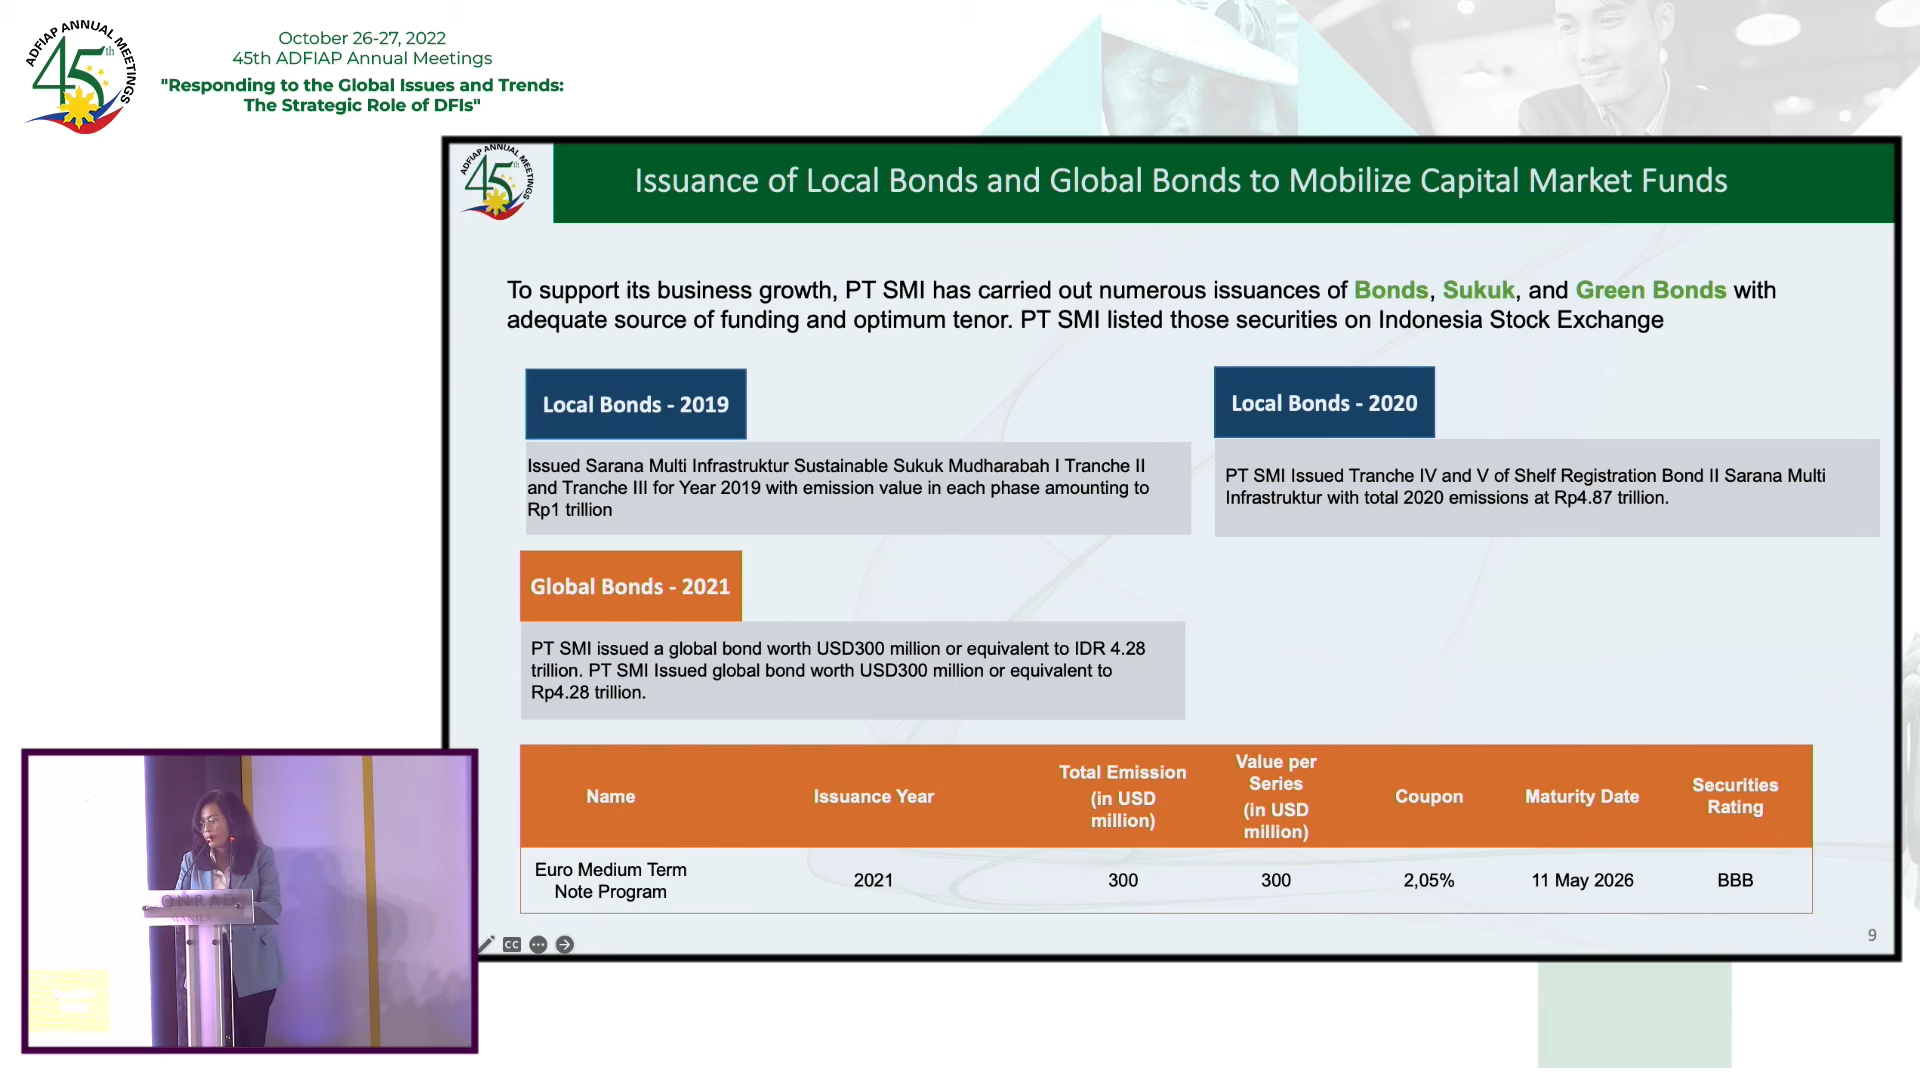 ADFIAP ANNUAL MEETINGS
45th
October 26-27, 2022
45th ADFIAP Annual Meetings
"Responding to the Global Issues and Trends:
The Strategic Role of DFIs"
ADFIAP ANNUAL MEETINGS
45th
Issuance of Local Bonds and Global Bonds to Mobilize Capital Market Funds
To support its business growth, PT SMI has carried out numerous issuances of Bonds, Sukuk, and Green Bonds with
adequate source of funding and optimum tenor. PT SMI listed those securities on Indonesia Stock Exchange
Local Bonds - 2019
Issued Sarana Multi Infrastruktur Sustainable Sukuk Mudharabah I Tranche II
and Tranche III for Year 2019 with emission value in each phase amounting to
Rp1 trillion
Local Bonds - 2020
PT SMI Issued Tranche IV and V of Shelf Registration Bond II Sarana Multi
Infrastruktur with total 2020 emissions at Rp4.87 trillion.
Global Bonds - 2021
PT SMI issued a global bond worth USD300 million or equivalent to IDR 4.28
trillion. PT SMI Issued global bond worth USD300 million or equivalent to
Rp4.28 trillion.
Name
Issuance Year
Total Emission
(in USD
million)
Value per
Series
(in USD
million)
Coupon
Maturity Date
Securities
Rating
Euro Medium Term
Note Program
2021
300
300
2,05%
11 May 2026
BBB
CC
9
ONRAD
MANILA